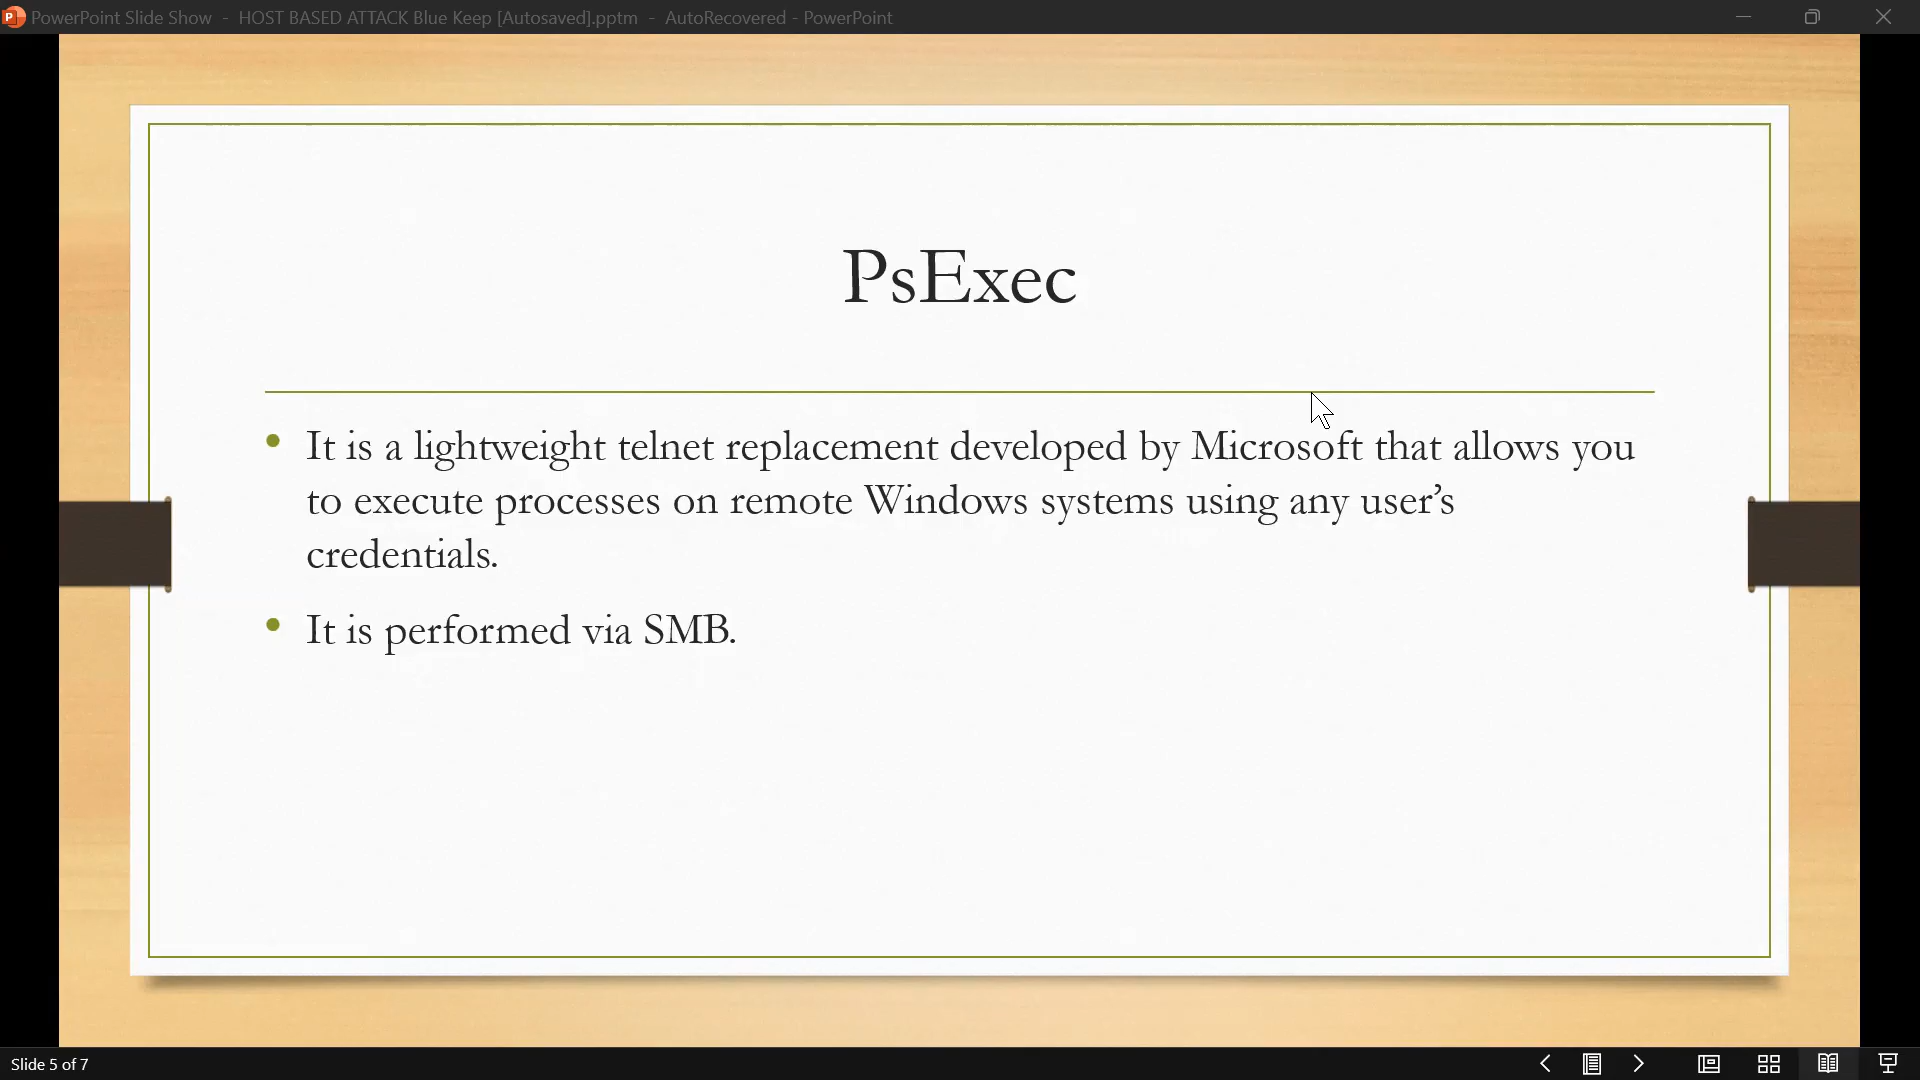 PowerPoint Slide Show - HOST BASED ATTACK Blue Keep [Autosaved].pptm - AutoRecovered - PowerPoint
PsExec
• It is a lightweight telnet replacement developed by Microsoft that allows you
to execute processes on remote Windows systems using any user’s
credentials.
• It is performed via SMB.
Slide 5 of 7